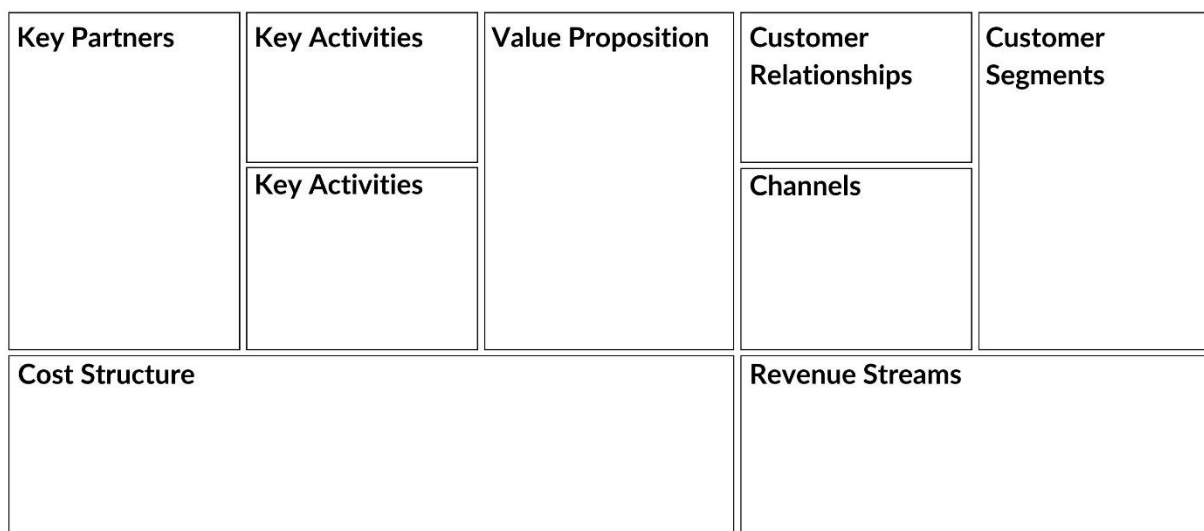 Key Partners
Key Activities
Value Proposition
Customer
Relationships
Customer
Segments
Key Activities
Channels
Cost Structure
Revenue Streams